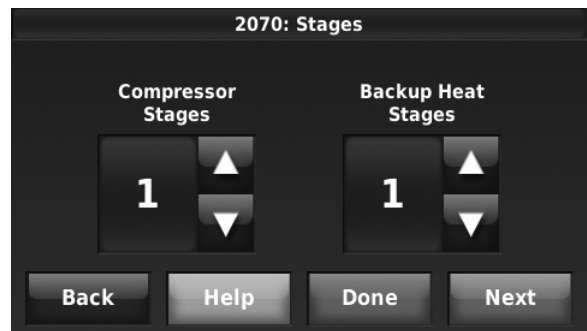 2070: Stages
Compressor
Stages
Backup Heat
Stages
1
1
Back
Help
Done
Next